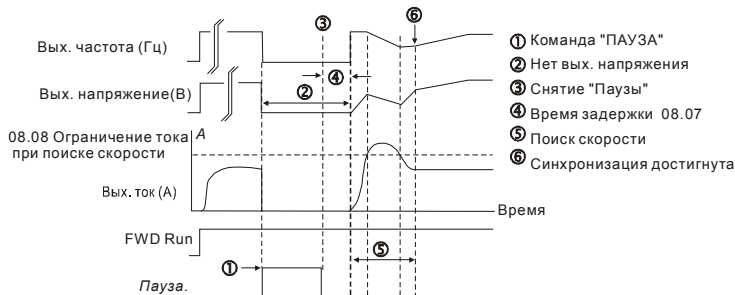 ③
⑥
Вых. частота (Гц)
④
②
Вых. напряжение(В)
08.08 Ограничение тока A
при поиске скорости
Вых. ток (А)
Время
FWD Run
⑤
①
Пауза.
① Команда "ПАУЗА"
② Нет вых. напряжения
③ Снятие "Паузы"
④ Время задержки 08.07
⑤ Поиск скорости
⑥ Синхронизация достигнута